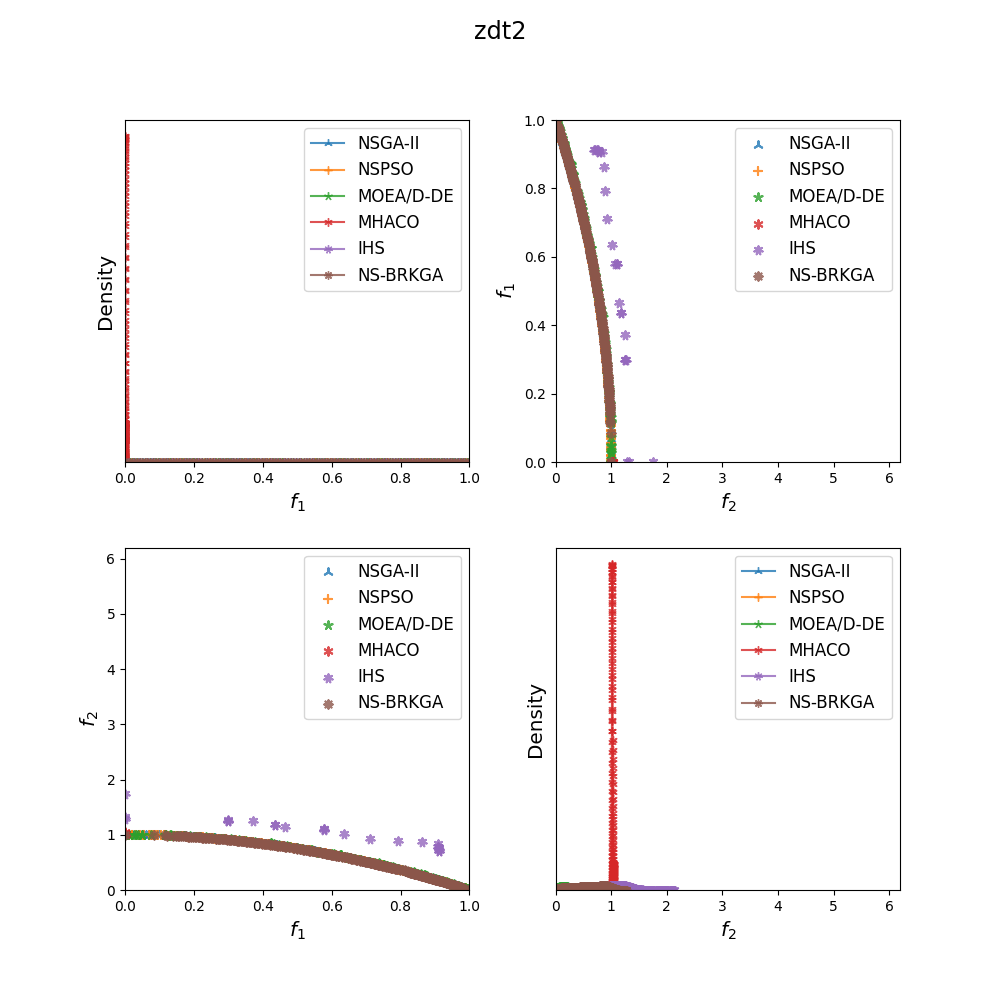 zdt2
Density
NSGA-II
NSPSO
MOEA/D-DE
MHACO
IHS
NS-BRKGA
0.0 0.2 0.4 0.6 0.8 1.0
f1
f1
1.0
0.8
0.6
0.4
0.2
0.0
NSGA-II
NSPSO
MOEA/D-DE
MHACO
IHS
NS-BRKGA
0 1 2 3 4 5 6
f2
f2
6
5
4
3
2
1
0
NSGA-II
NSPSO
MOEA/D-DE
MHACO
IHS
NS-BRKGA
0.0 0.2 0.4 0.6 0.8 1.0
f1
Density
NSGA-II
NSPSO
MOEA/D-DE
MHACO
IHS
NS-BRKGA
0 1 2 3 4 5 6
f2